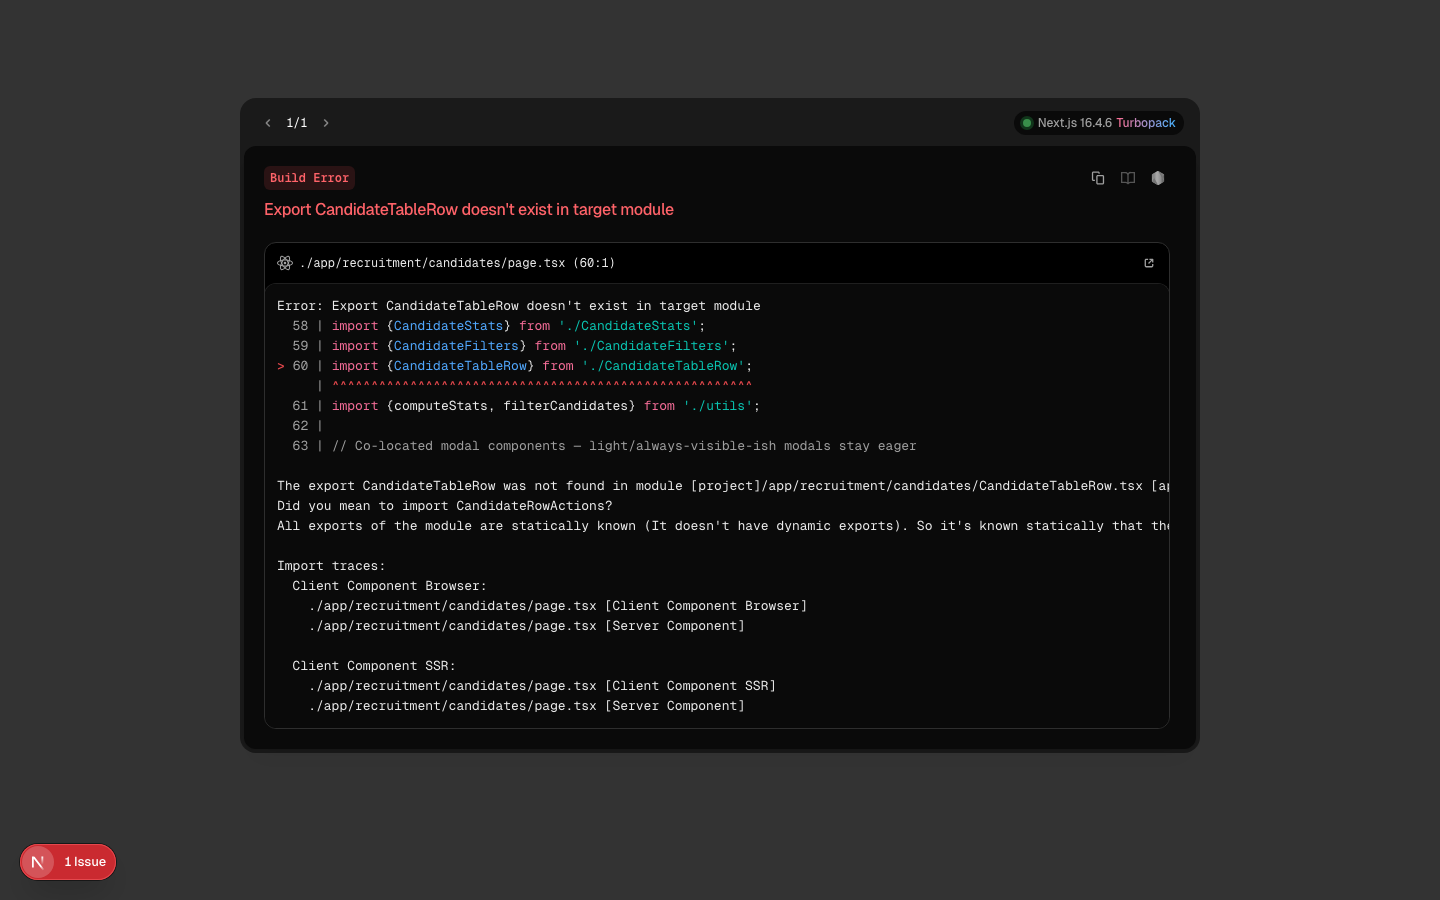 1/1
Next.js 16.4.6 Turbopack
Build Error
Export CandidateTableRow doesn't exist in target module
./app/recruitment/candidates/page.tsx (60:1)
Error: Export CandidateTableRow doesn't exist in target module
58 | import {CandidateStats} from './CandidateStats';
59 | import {CandidateFilters} from './CandidateFilters';
> 60 | import {CandidateTableRow} from './CandidateTableRow';
| ^^^^^^^^^^^^^^^^^^^^^^^^^^^^^^^^^^^^^^^^^^^^^^^^^^^^^^
61 | import {computeStats, filterCandidates} from './utils';
62 |
63 | // Co-located modal components — light/always-visible-ish modals stay eager
The export CandidateTableRow was not found in module [project]/app/recruitment/candidates/CandidateTableRow.tsx [ap
Did you mean to import CandidateRowActions?
All exports of the module are statically known (It doesn't have dynamic exports). So it's known statically that the
Import traces:
Client Component Browser:
./app/recruitment/candidates/page.tsx [Client Component Browser]
./app/recruitment/candidates/page.tsx [Server Component]
Client Component SSR:
./app/recruitment/candidates/page.tsx [Client Component SSR]
./app/recruitment/candidates/page.tsx [Server Component]
1 Issue